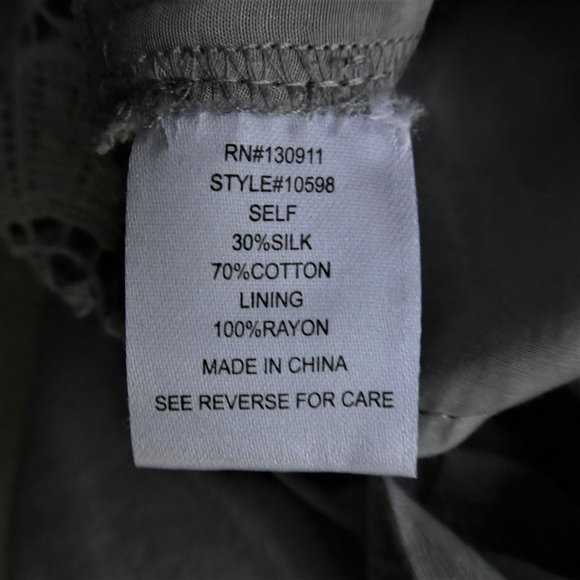 RN#130911
STYLE#10598
SELF
30%SILK
70%COTTON
LINING
100%RAYON
MADE IN CHINA
SEE REVERSE FOR CARE